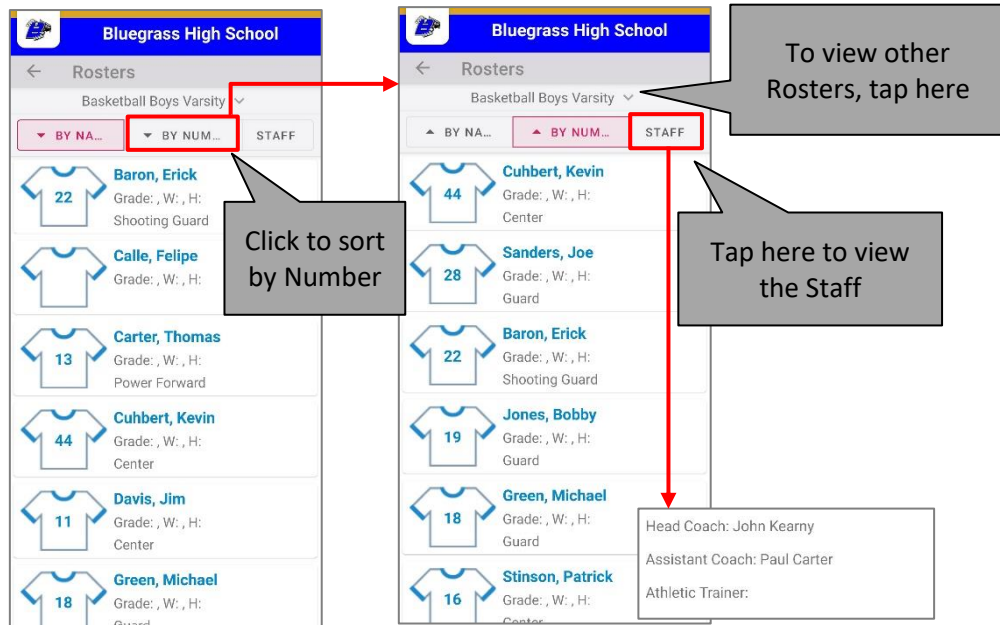 Bluegrass High School
Rosters
Basketball Boys Varsity
BY NA…
BY NUM…
STAFF
22
Baron, Erick
Grade: , W: , H:
Shooting Guard
Calle, Felipe
Grade: , W: , H:
13
Carter, Thomas
Grade: , W: , H:
Power Forward
44
Cuhbert, Kevin
Grade: , W: , H:
Center
11
Davis, Jim
Grade: , W: , H:
Center
18
Green, Michael
Grade: , W: , H:
Guard
Click to sort
by Number
Bluegrass High School
Rosters
Basketball Boys Varsity
BY NA…
BY NUM…
STAFF
44
Cuhbert, Kevin
Grade: , W: , H:
Center
28
Sanders, Joe
Grade: , W: , H:
Guard
22
Baron, Erick
Grade: , W: , H:
Shooting Guard
19
Jones, Bobby
Grade: , W: , H:
Guard
18
Green, Michael
Grade: , W: , H:
Guard
16
Stinson, Patrick
Grade: , W: , H:
Center
To view other
Rosters, tap here
Tap here to view
the Staff
Head Coach: John Kearny
Assistant Coach: Paul Carter
Athletic Trainer: